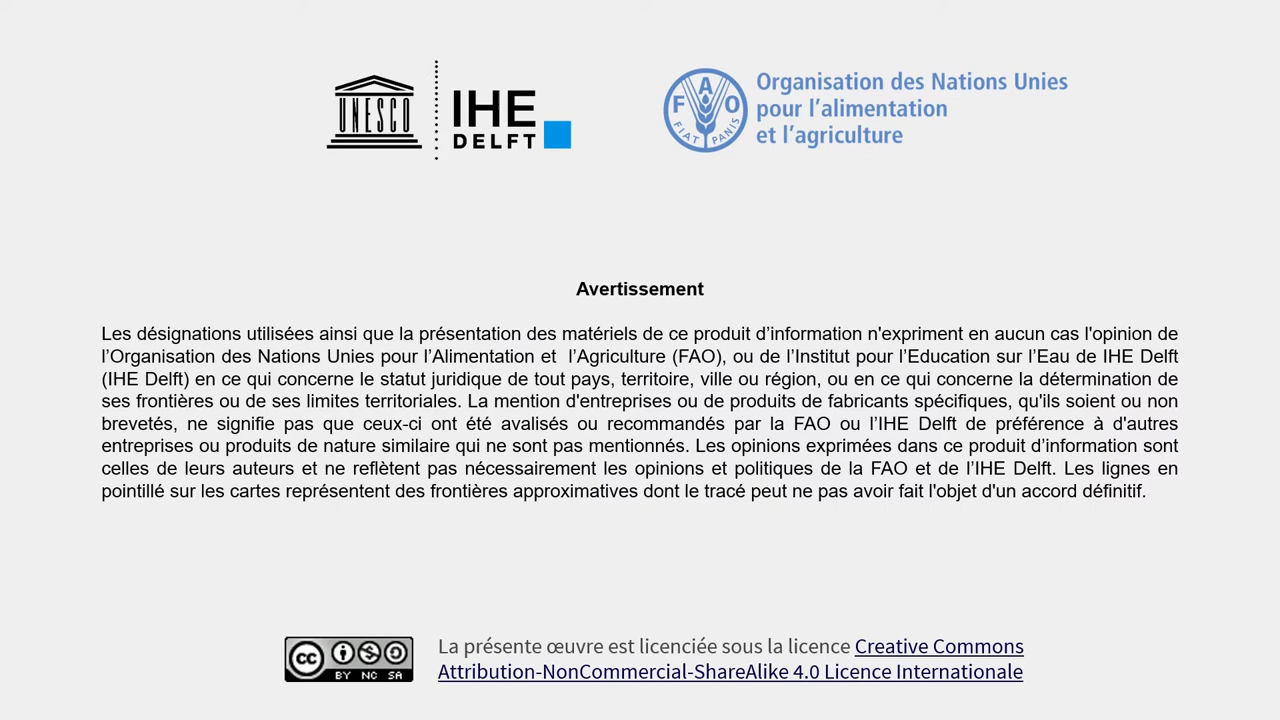 UNESCO
IHE
DELFT
F A O
FIAT PANIS
Organisation des Nations Unies
pour l’alimentation
et l’agriculture
Avertissement
Les désignations utilisées ainsi que la présentation des matériels de ce produit d’information n'expriment en aucun cas l'opinion de
l’Organisation des Nations Unies pour l’Alimentation et l’Agriculture (FAO), ou de l’Institut pour l’Education sur l’Eau de IHE Delft
(IHE Delft) en ce qui concerne le statut juridique de tout pays, territoire, ville ou région, ou en ce qui concerne la détermination de
ses frontières ou de ses limites territoriales. La mention d'entreprises ou de produits de fabricants spécifiques, qu'ils soient ou non
brevetés, ne signifie pas que ceux-ci ont été avalisés ou recommandés par la FAO ou l’IHE Delft de préférence à d'autres
entreprises ou produits de nature similaire qui ne sont pas mentionnés. Les opinions exprimées dans ce produit d’information sont
celles de leurs auteurs et ne reflètent pas nécessairement les opinions et politiques de la FAO et de l’IHE Delft. Les lignes en
pointillé sur les cartes représentent des frontières approximatives dont le tracé peut ne pas avoir fait l'objet d'un accord définitif.
cc
BY NC SA
La présente œuvre est licenciée sous la licence Creative Commons
Attribution-NonCommercial-ShareAlike 4.0 Licence Internationale